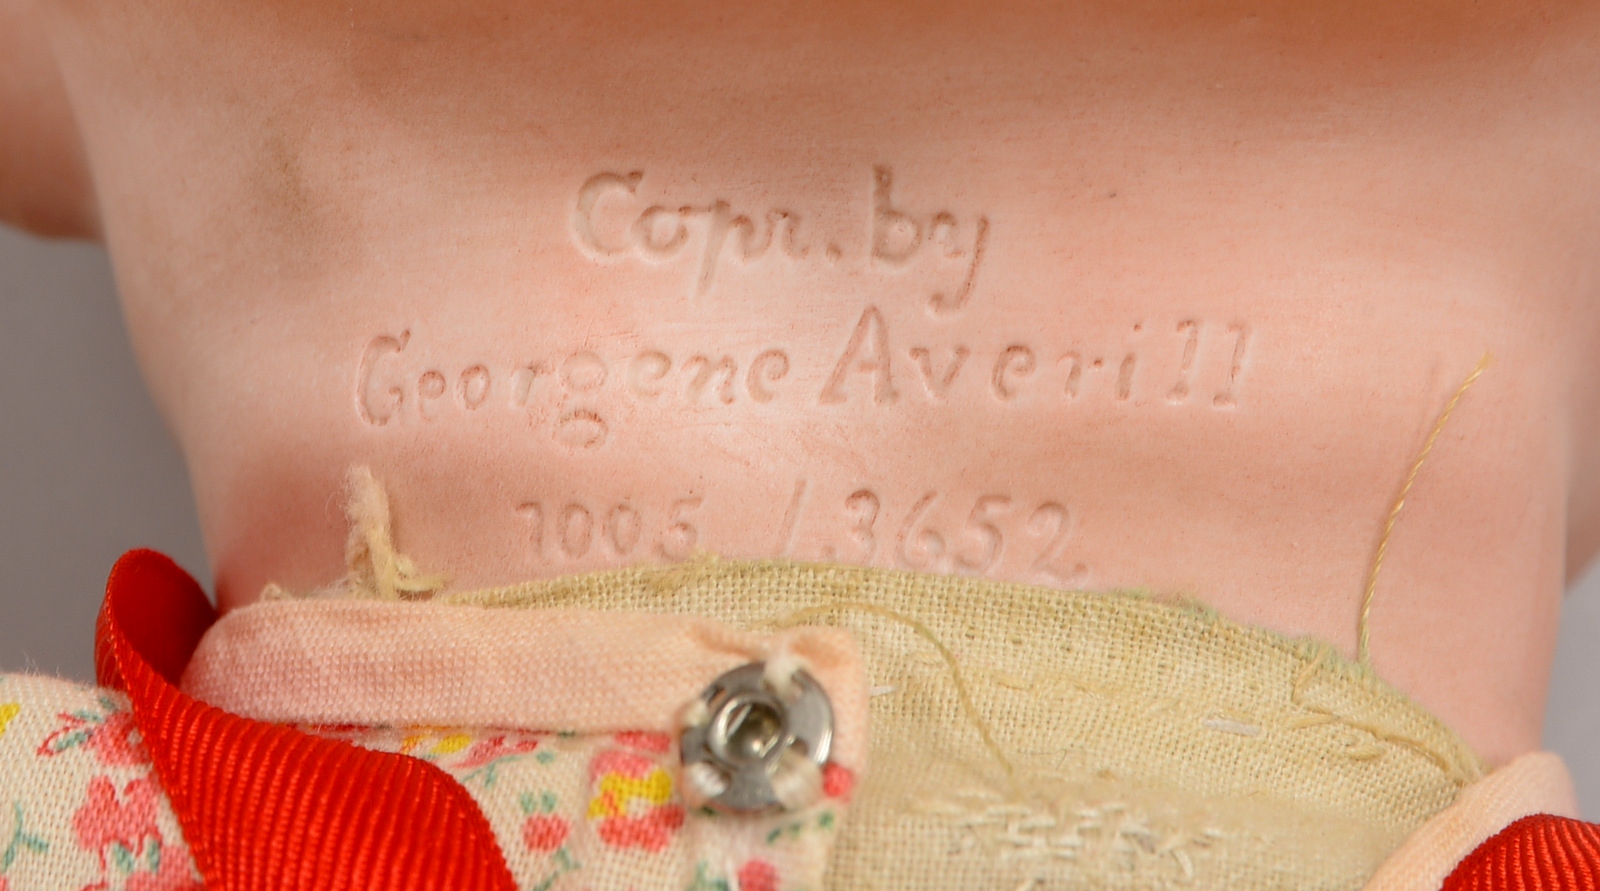 Copr. by
Georgene Averill
1005 / 3652